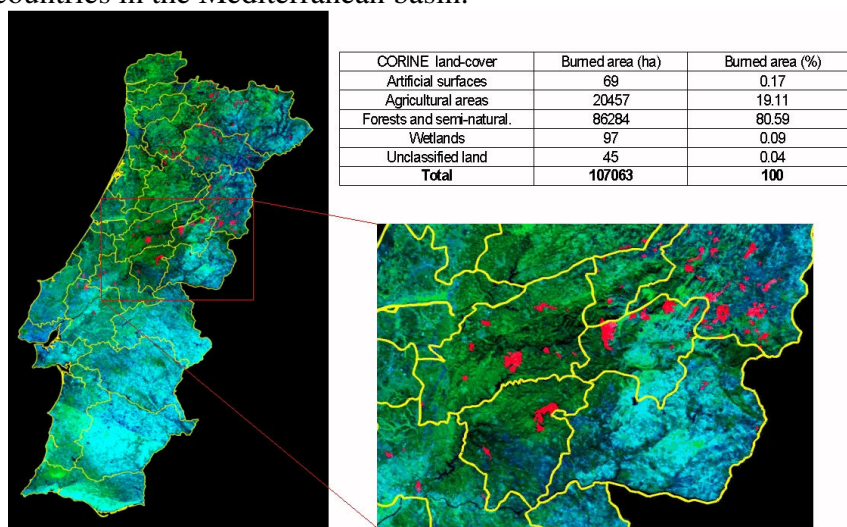 countries in the Mediterranean basin.
CORINE land-cover Burned area (ha) Burned area (%)
Artificial surfaces 69 0.17
Agricultural areas 20457 19.11
Forests and semi-natural. 86284 80.59
Wetlands 97 0.09
Unclassified land 45 0.04
Total 107063 100